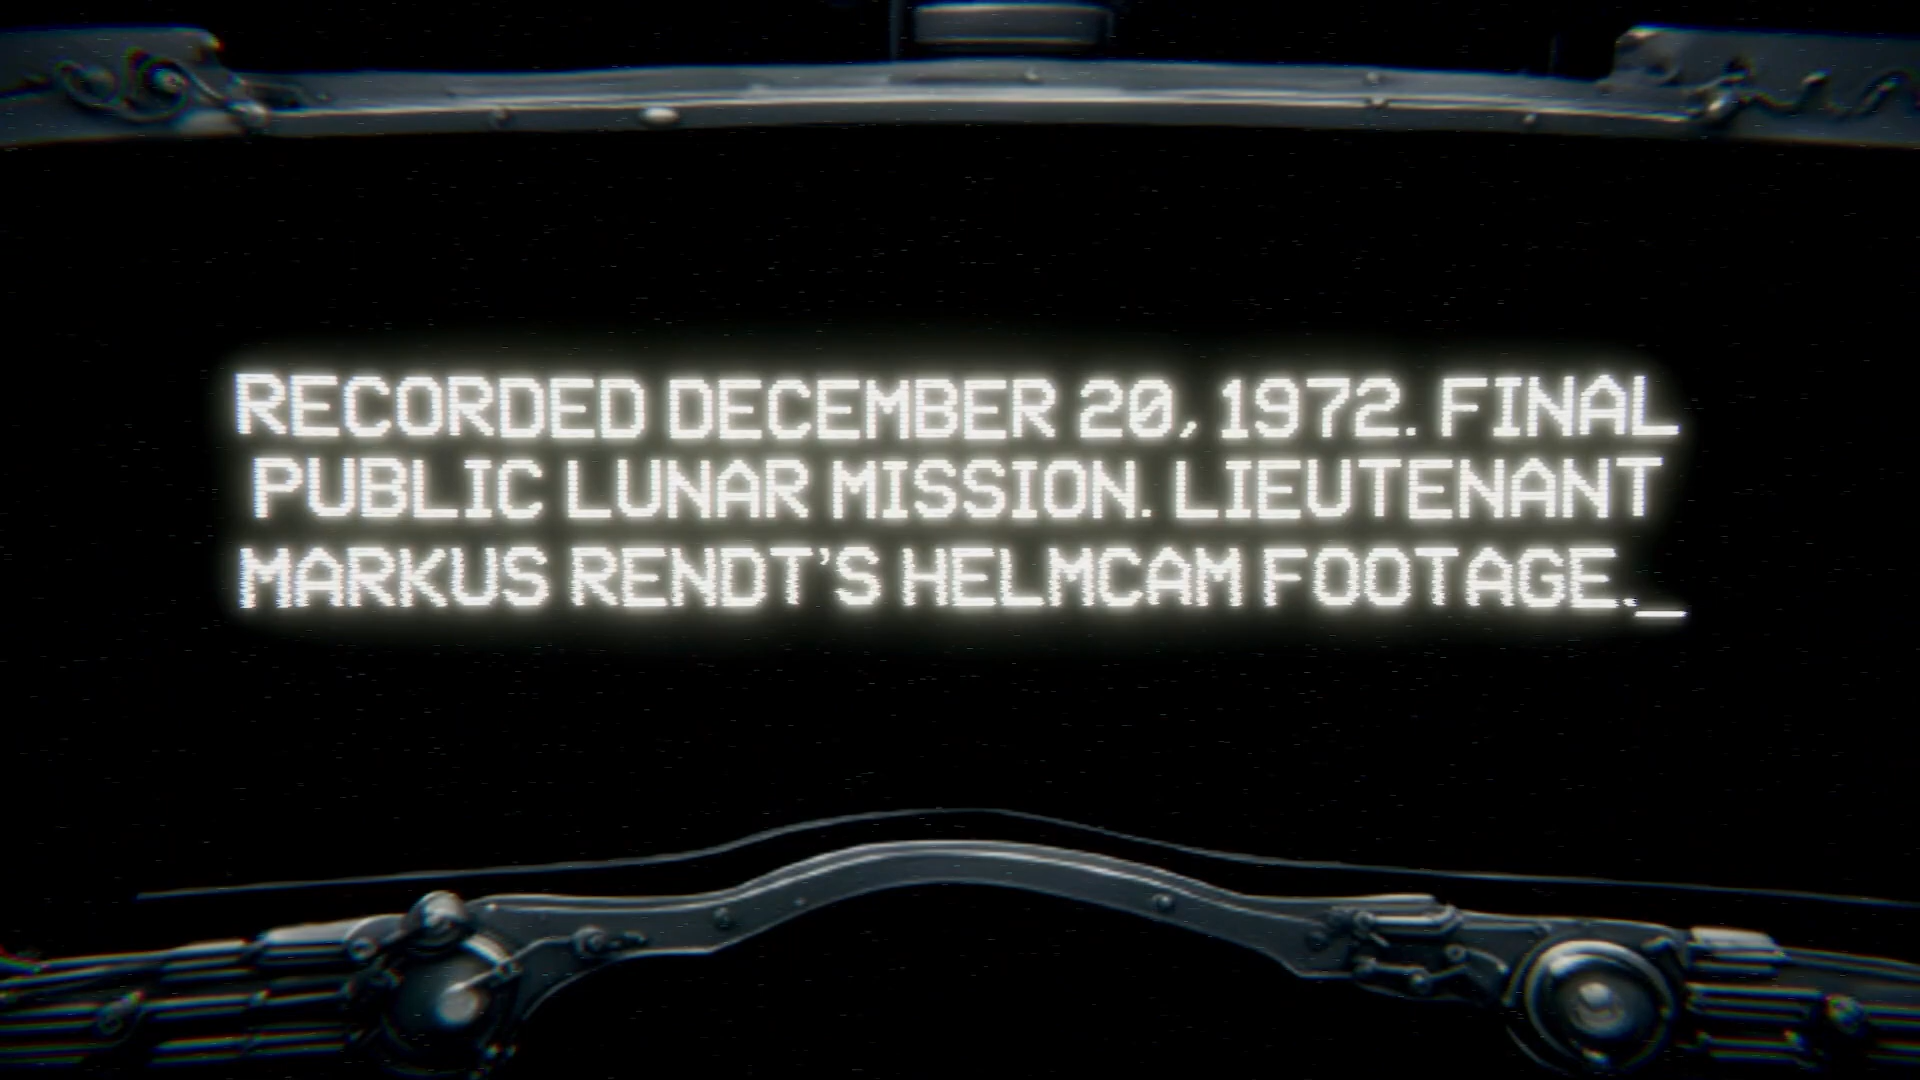 RECORDED DECEMBER 20, 1972. FINAL
PUBLIC LUNAR MISSION. LIEUTENANT
MARKUS RENDT'S HELMCAM FOOTAGE._